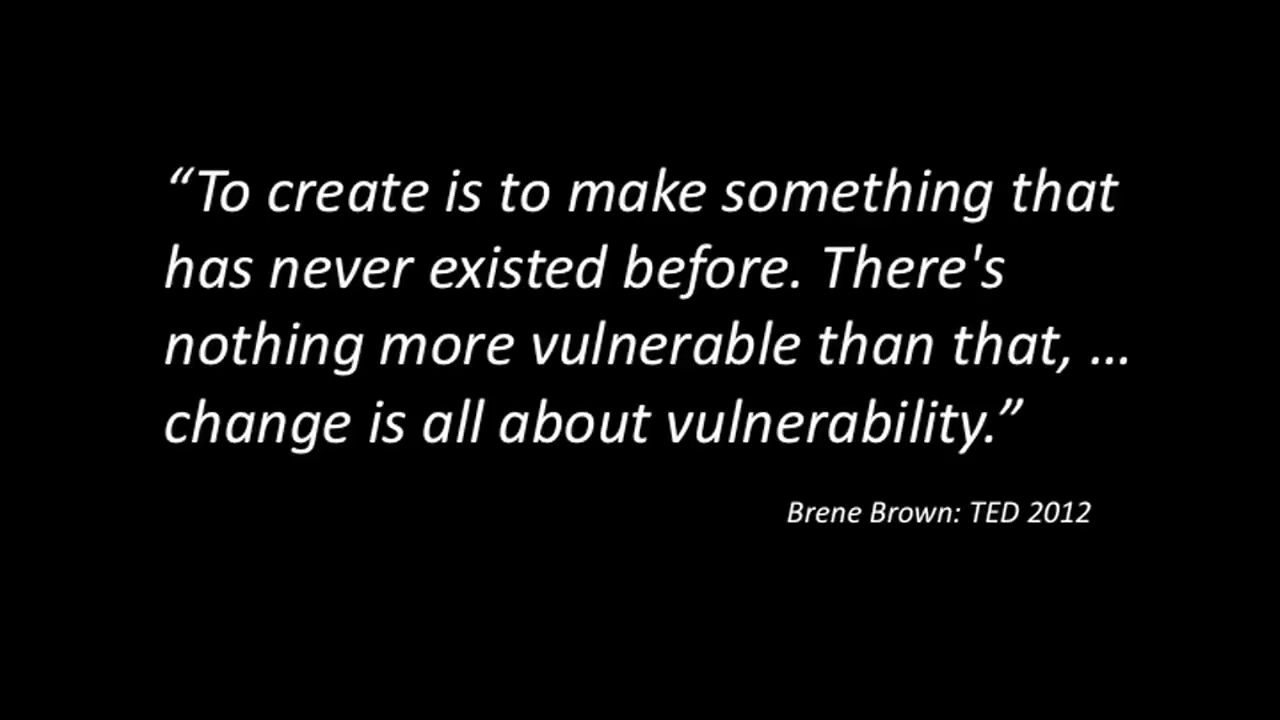 “To create is to make something that
has never existed before. There's
nothing more vulnerable than that, ...
change is all about vulnerability.”
Brene Brown: TED 2012